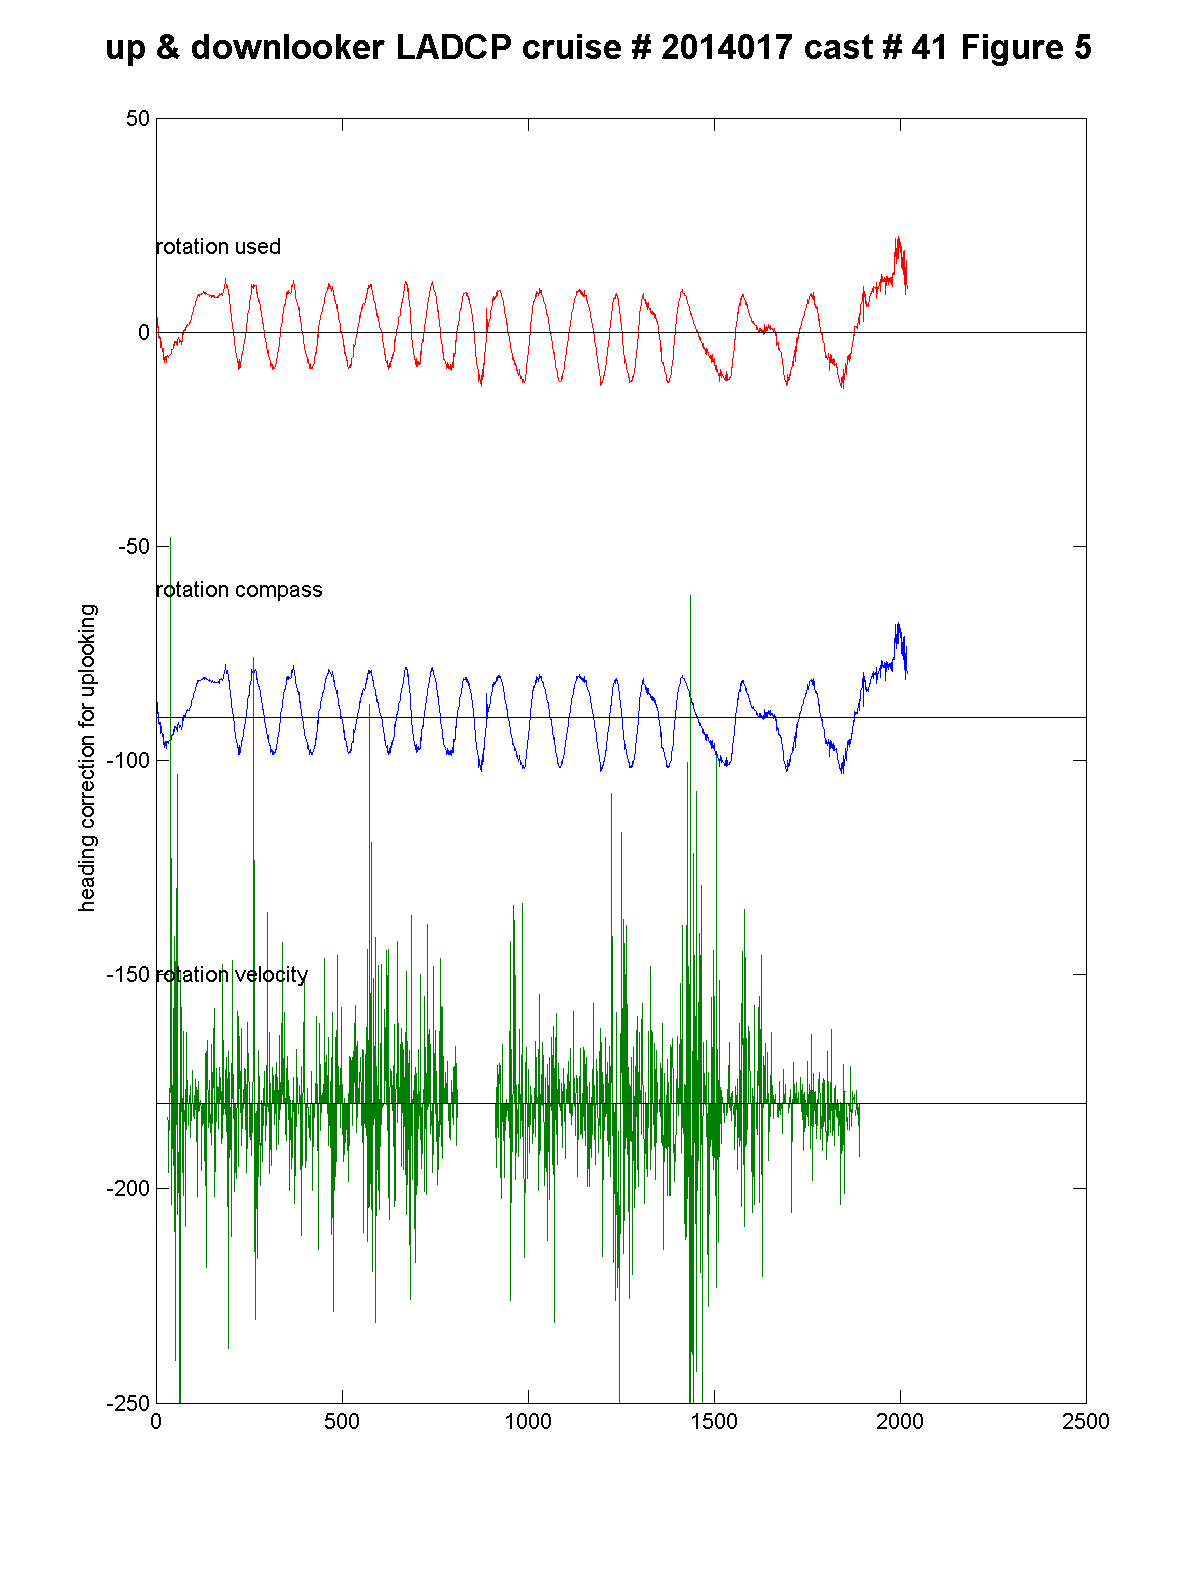 up & downlooker LADCP cruise # 2014017 cast # 41 Figure 5
50
rotation used
0
-50
rotation compass
heading correction for uplooking
-100
-150
rotation velocity
-200
-250
0 500 1000 1500 2000 2500